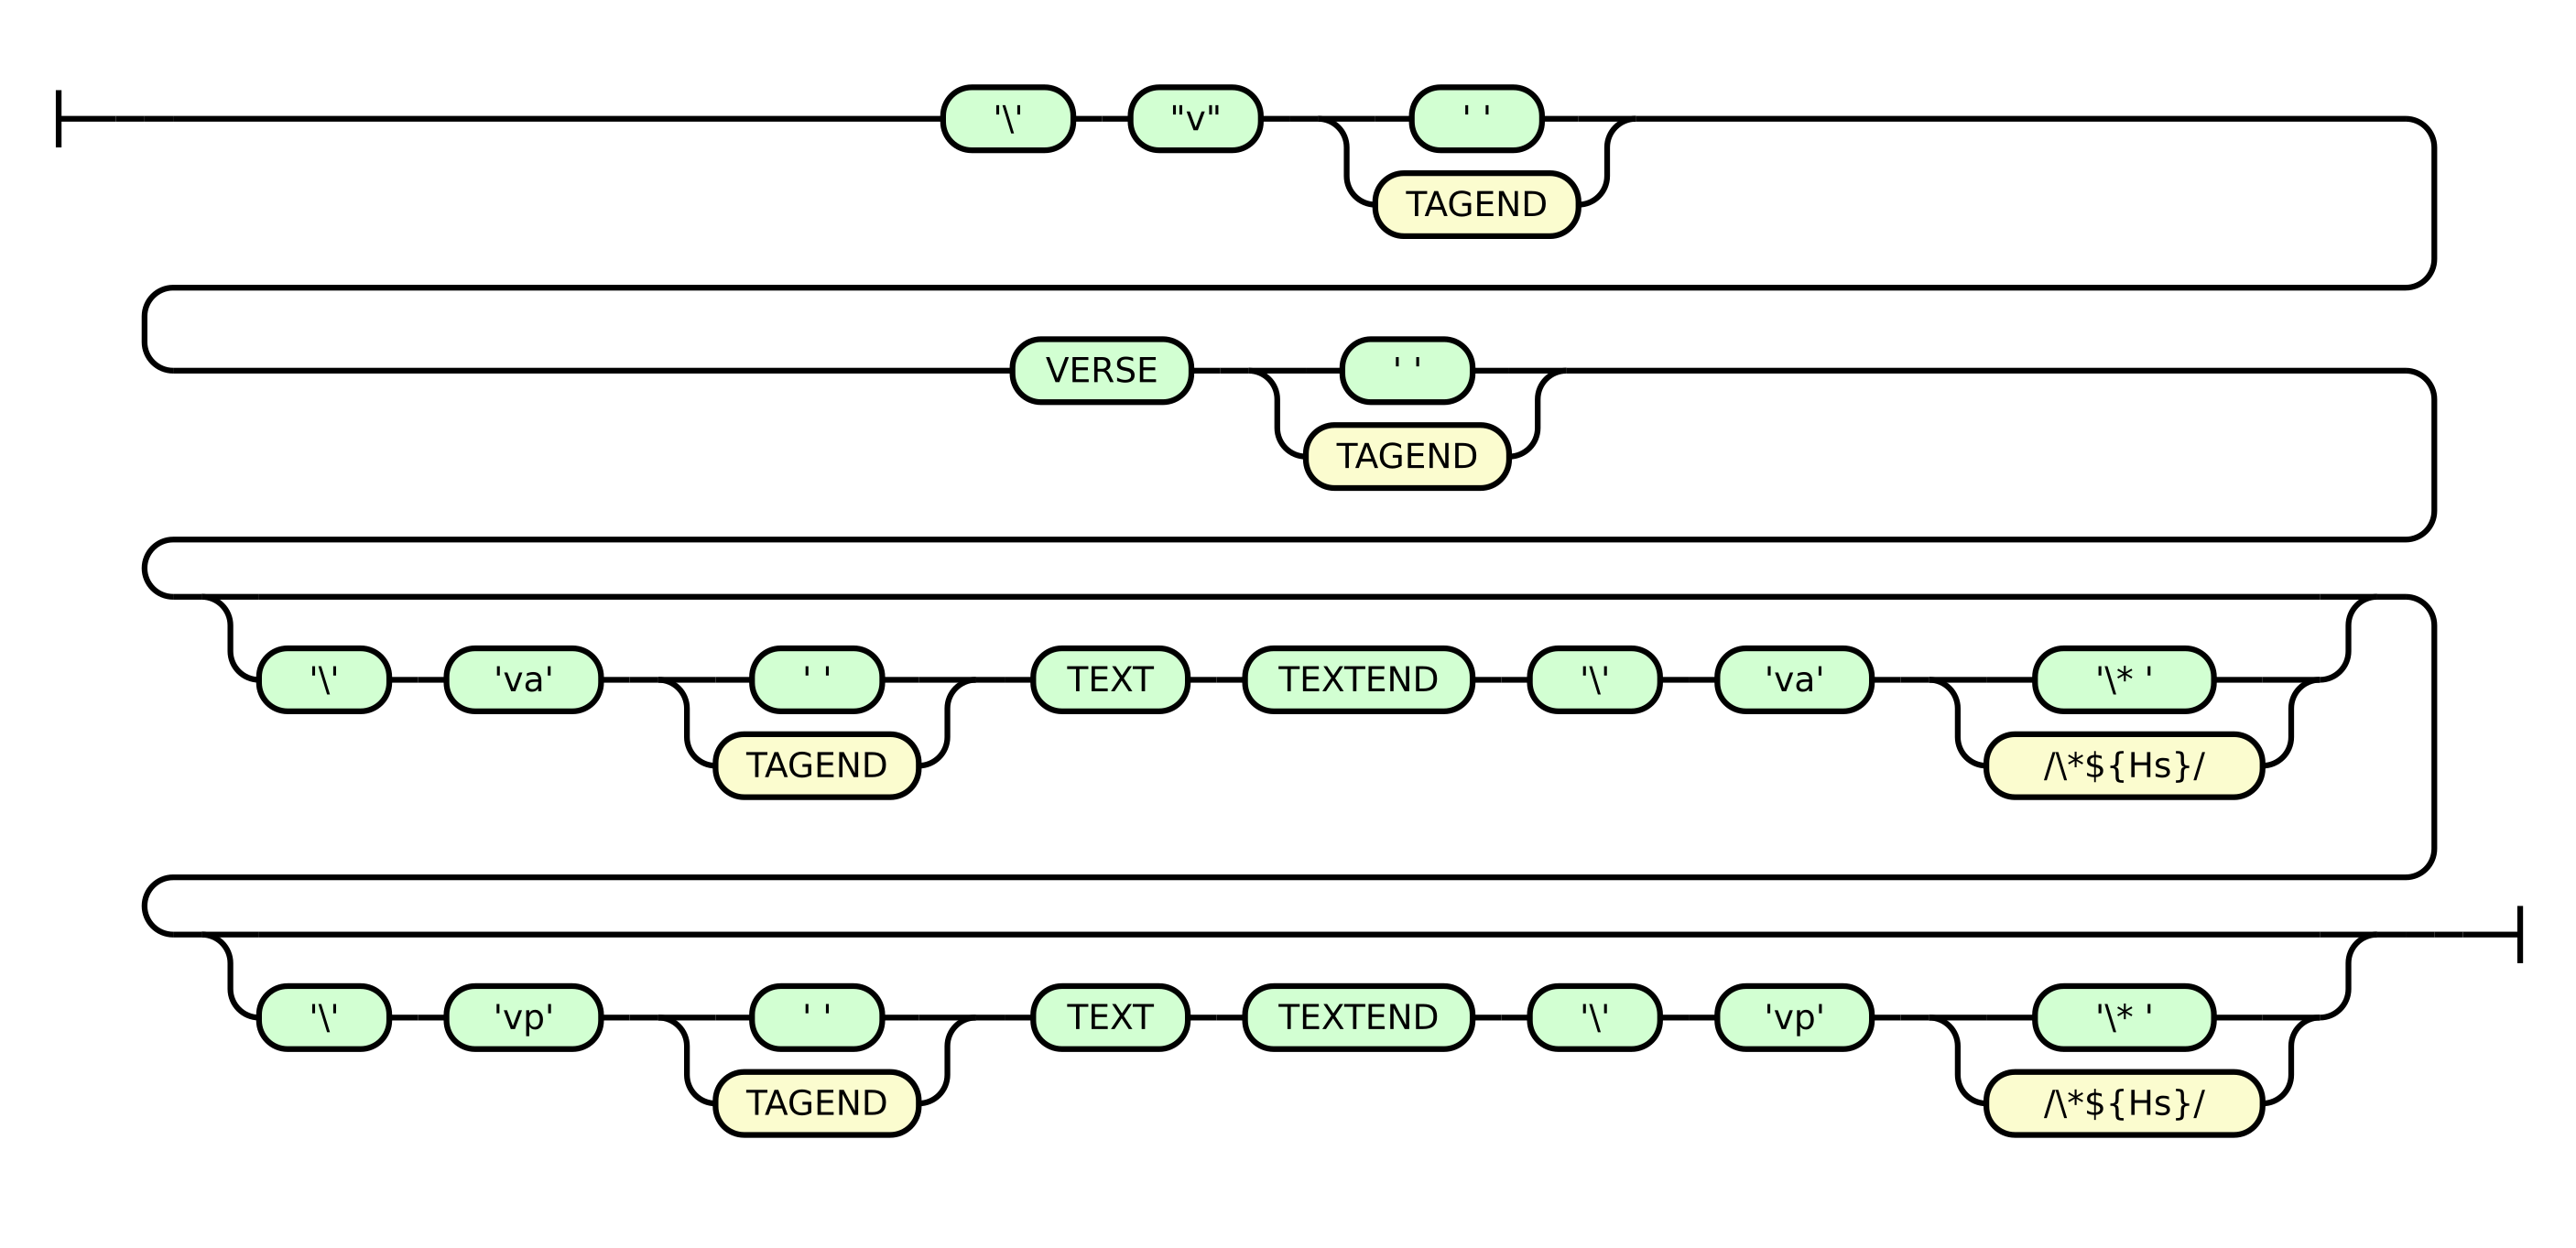 '\' "v" ' '
TAGEND
VERSE ' '
TAGEND
'\' 'va' ' ' TEXT TEXTEND '\' 'va' '\* '
TAGEND /\*${Hs}/
'\' 'vp' ' ' TEXT TEXTEND '\' 'vp' '\* '
TAGEND /\*${Hs}/